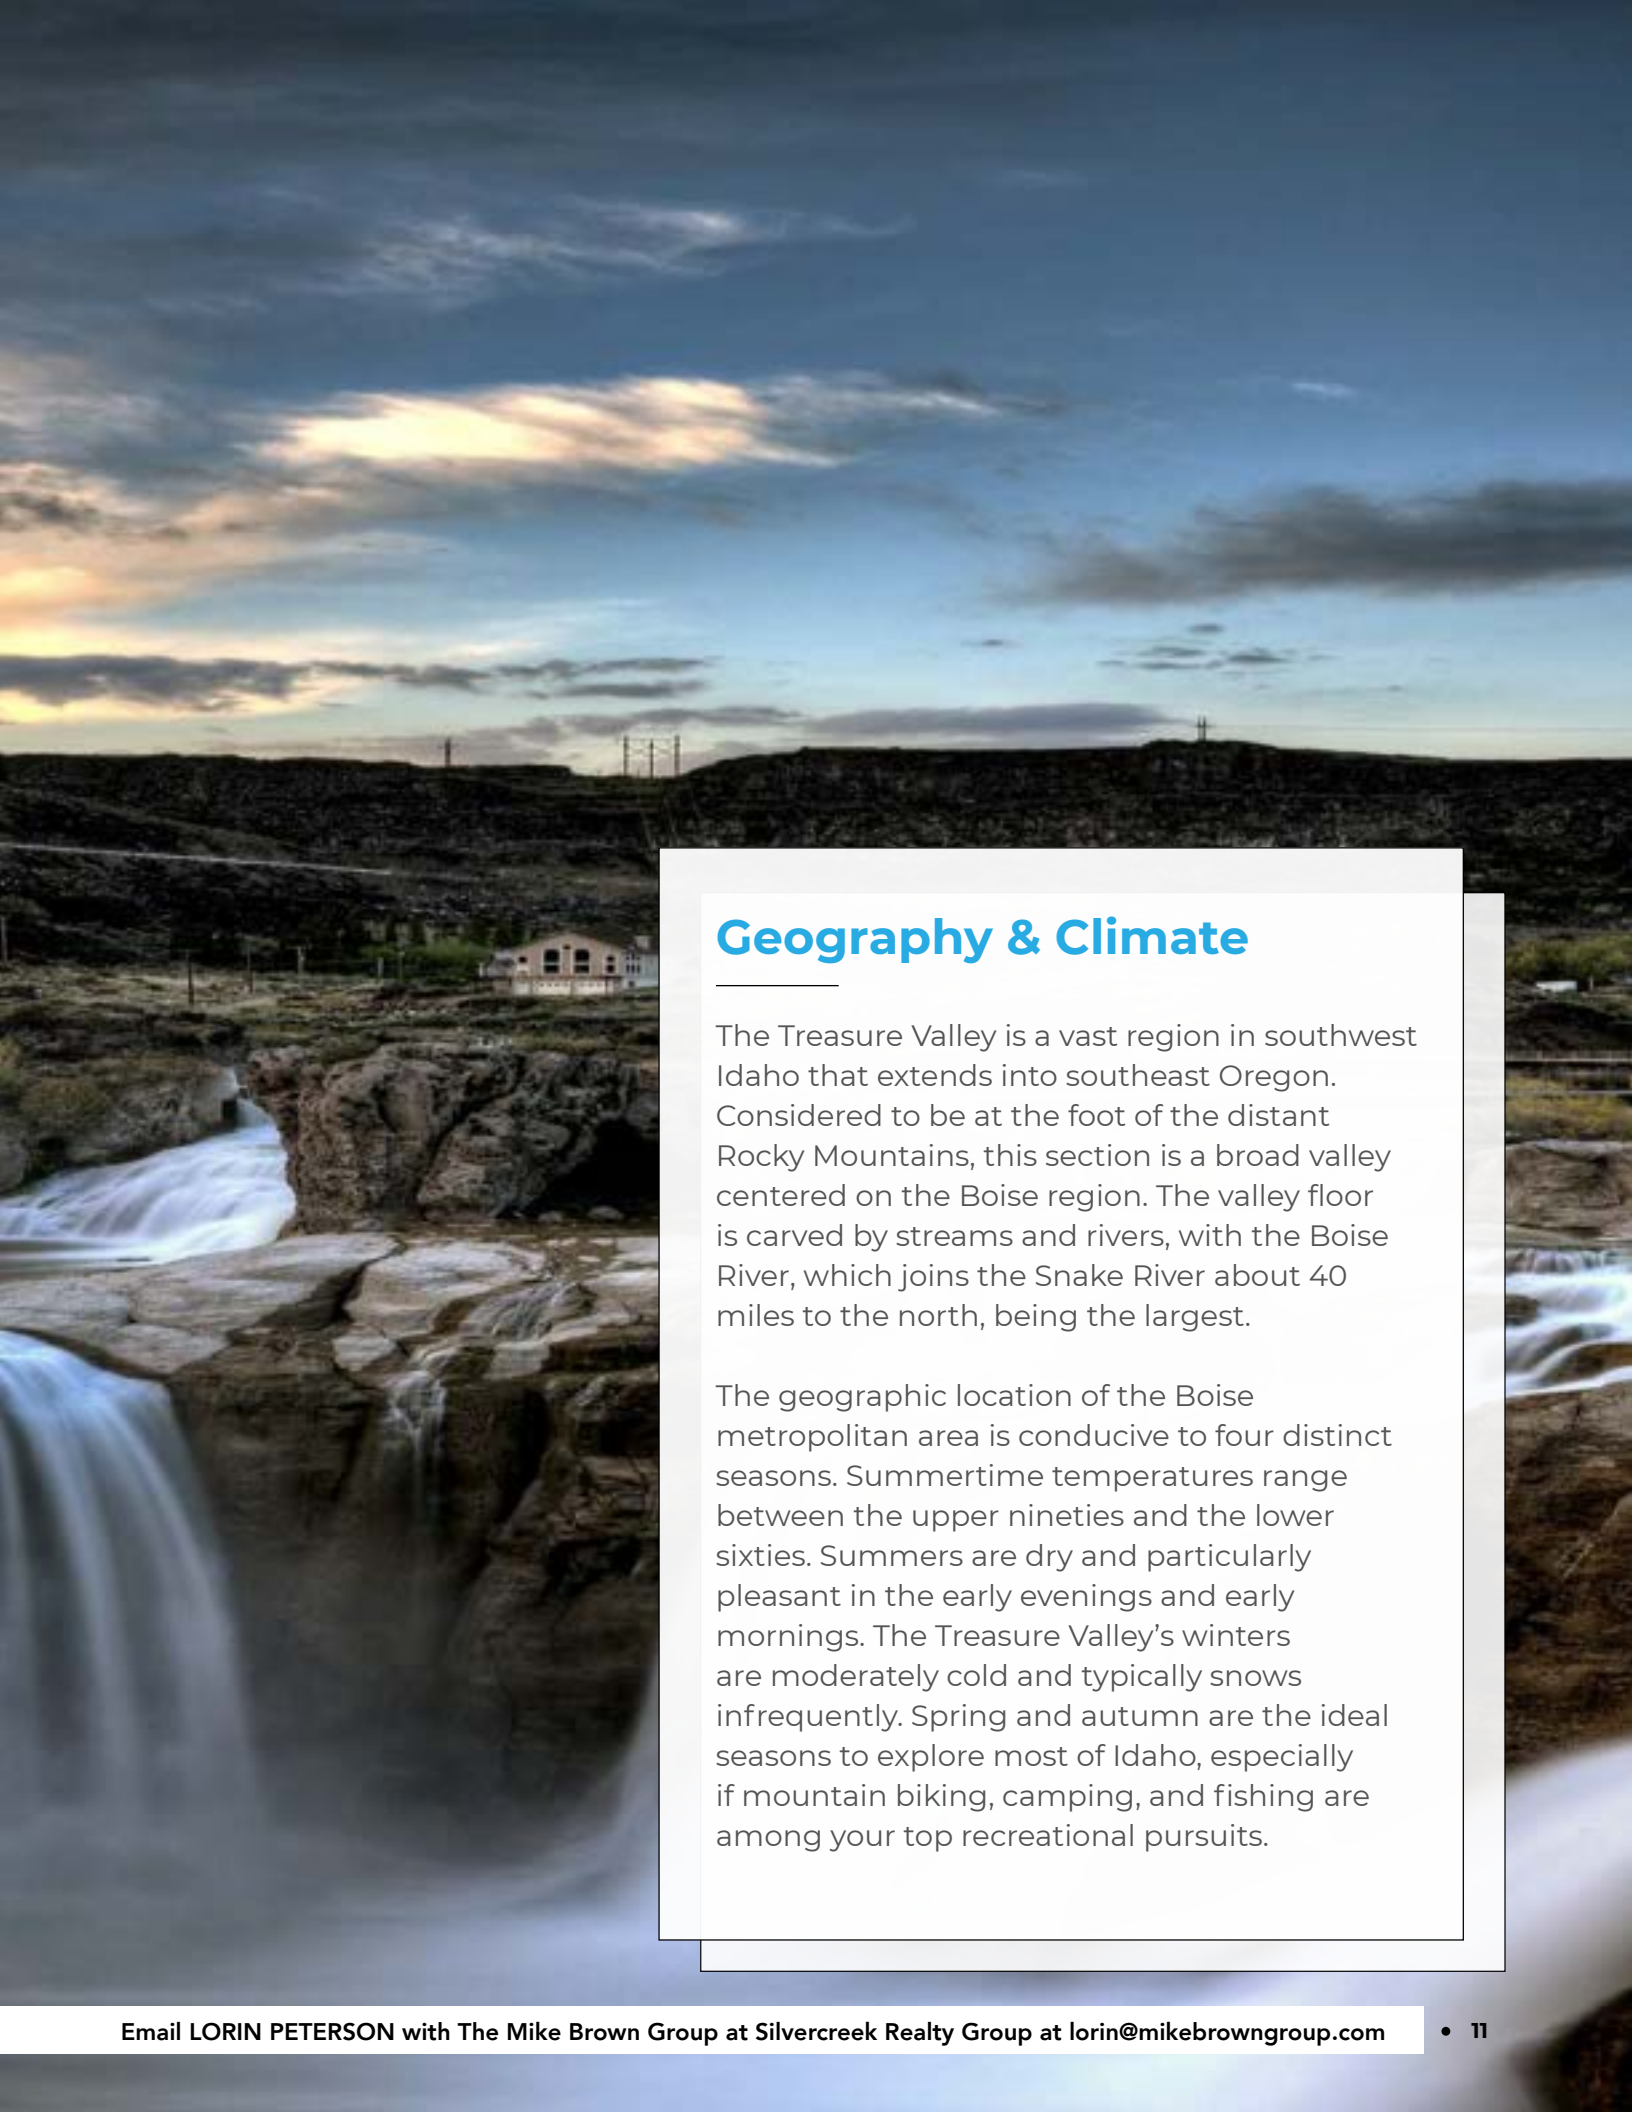 Geography & Climate
The Treasure Valley is a vast region in southwest
Idaho that extends into southeast Oregon.
Considered to be at the foot of the distant
Rocky Mountains, this section is a broad valley
centered on the Boise region. The valley floor
is carved by streams and rivers, with the Boise
River, which joins the Snake River about 40
miles to the north, being the largest.
The geographic location of the Boise
metropolitan area is conducive to four distinct
seasons. Summertime temperatures range
between the upper nineties and the lower
sixties. Summers are dry and particularly
pleasant in the early evenings and early
mornings. The Treasure Valley’s winters
are moderately cold and typically snows
infrequently. Spring and autumn are the ideal
seasons to explore most of Idaho, especially
if mountain biking, camping, and fishing are
among your top recreational pursuits.
Email LORIN PETERSON with The Mike Brown Group at Silvercreek Realty Group at lorin@mikebrowngroup.com • 11